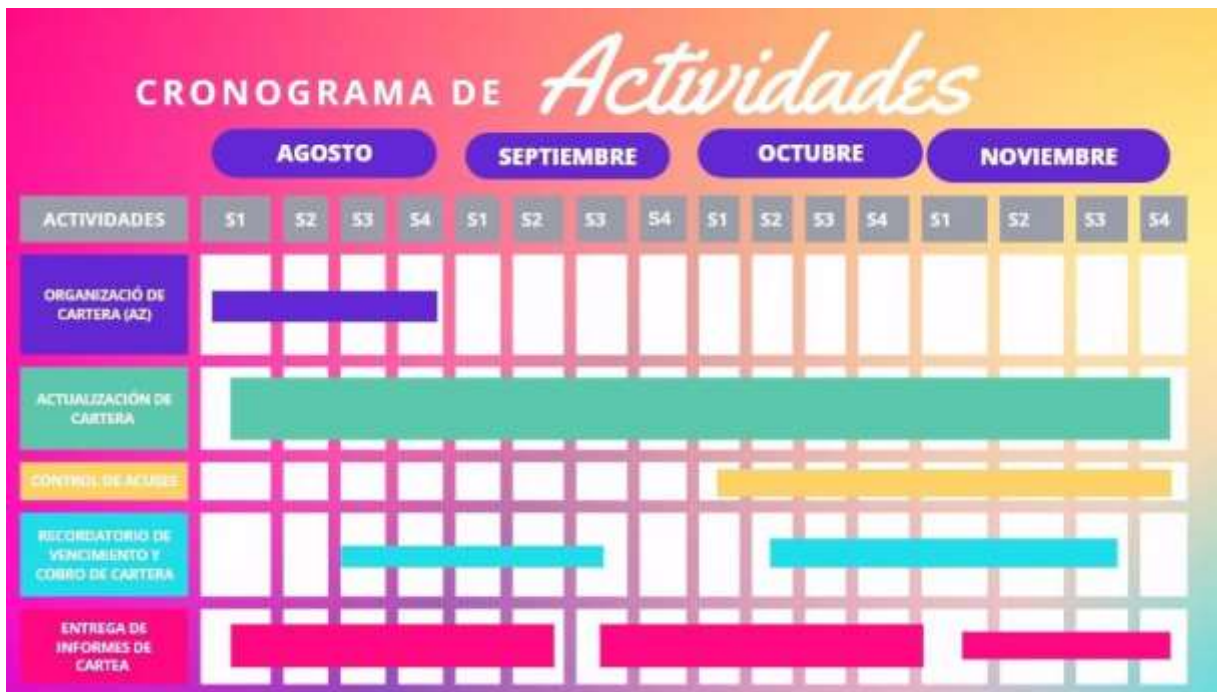 CRONOGRAMA DE Actividades
AGOSTO SEPTIEMBRE OCTUBRE NOVIEMBRE
ACTIVIDADES S1 S2 S3 S4 S1 S2 S3 S4 S1 S2 S3 S4 S1 S2 S3 S4
ORGANIZACIÓ DE
CARTERA (AZ)
ACTUALIZACIÓN DE
CARTERA
CONTROL DE ACUSES
RECORDATORIO DE
VENCIMIENTO Y
COBRO DE CARTERA
ENTREGA DE
INFORMES DE
CARTEA